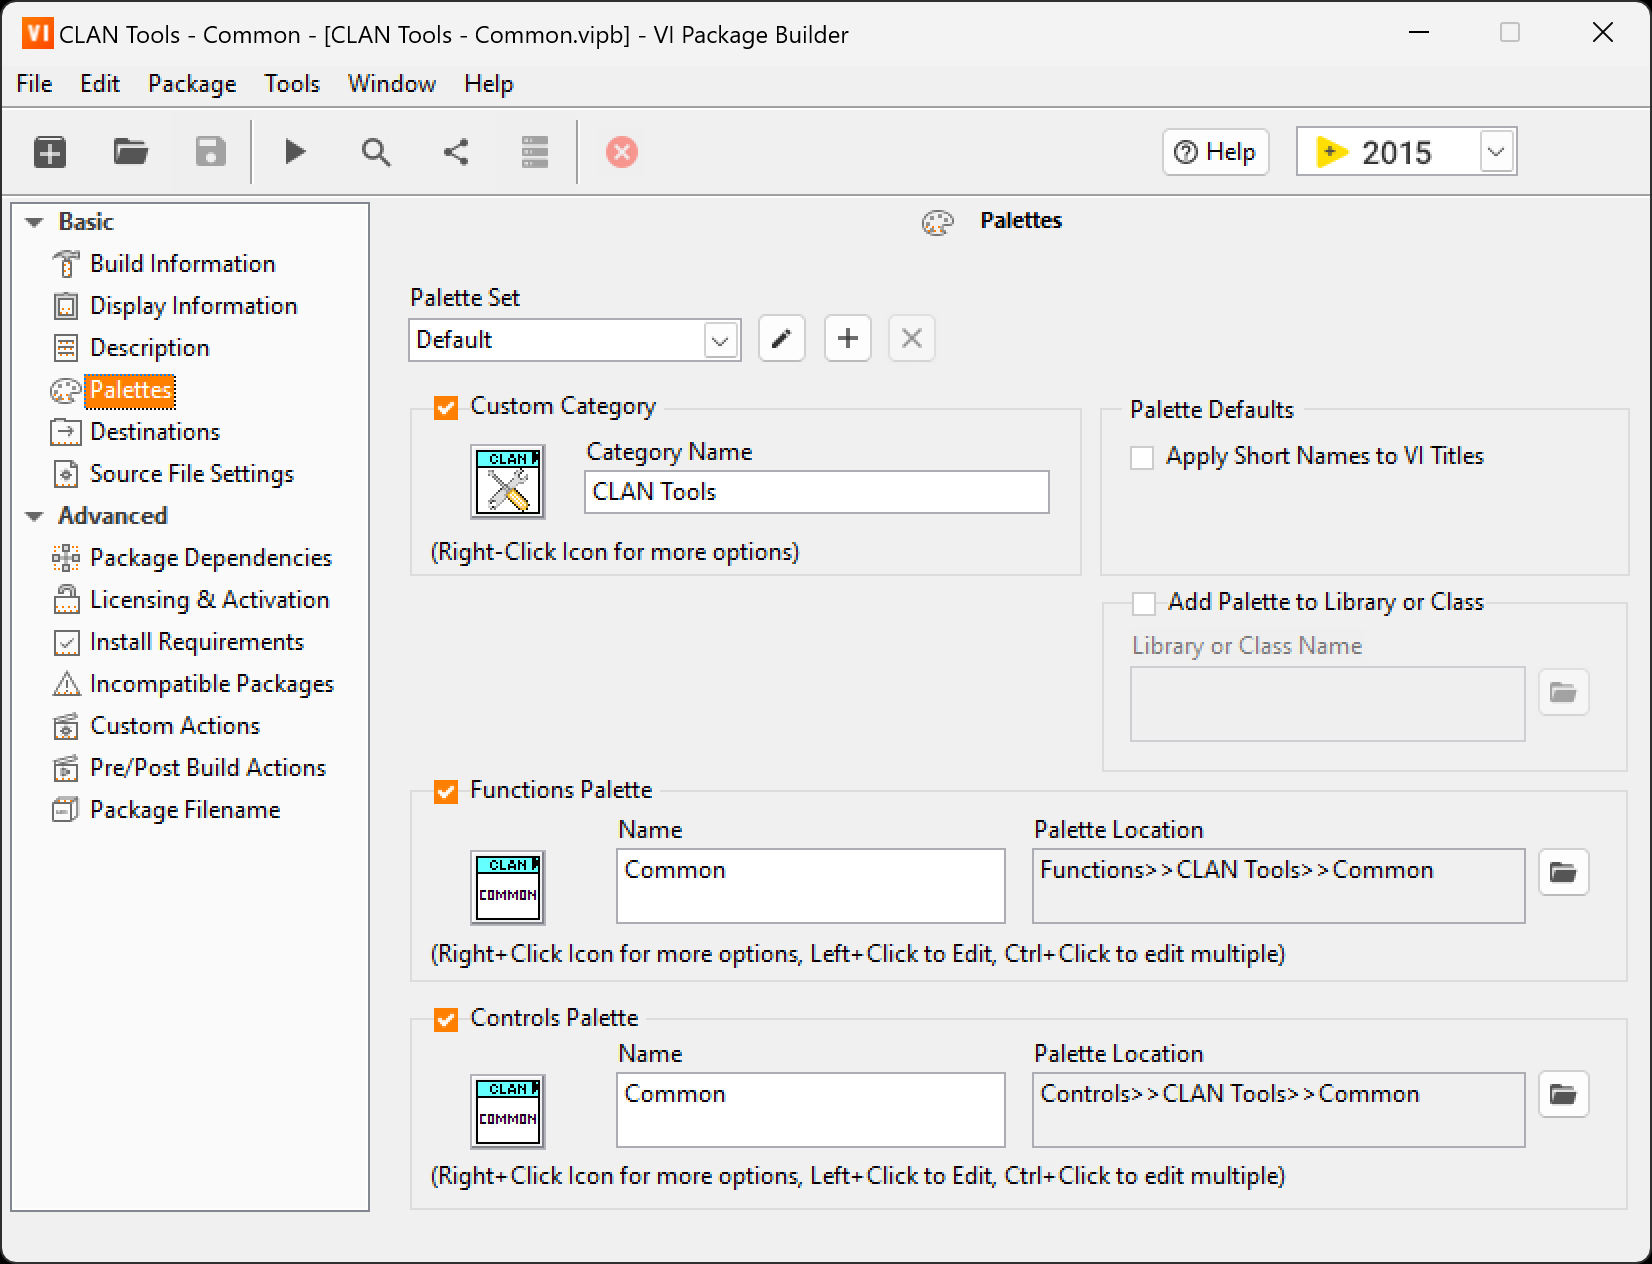 VI CLAN Tools - Common - [CLAN Tools - Common.vipb] - VI Package Builder
File Edit Package Tools Window Help
Help 2015
Basic
Build Information
Display Information
Description
Palettes
Destinations
Source File Settings
Advanced
Package Dependencies
Licensing & Activation
Install Requirements
Incompatible Packages
Custom Actions
Pre/Post Build Actions
Package Filename
Palettes
Palette Set
Default
Custom Category
CLAN
Category Name
CLAN Tools
(Right-Click Icon for more options)
Palette Defaults
Apply Short Names to VI Titles
Add Palette to Library or Class
Library or Class Name
Functions Palette
CLAN
COMMON
Name
Common
Palette Location
Functions>>CLAN Tools>>Common
(Right+Click Icon for more options, Left+Click to Edit, Ctrl+Click to edit multiple)
Controls Palette
CLAN
COMMON
Name
Common
Palette Location
Controls>>CLAN Tools>>Common
(Right+Click Icon for more options, Left+Click to Edit, Ctrl+Click to edit multiple)